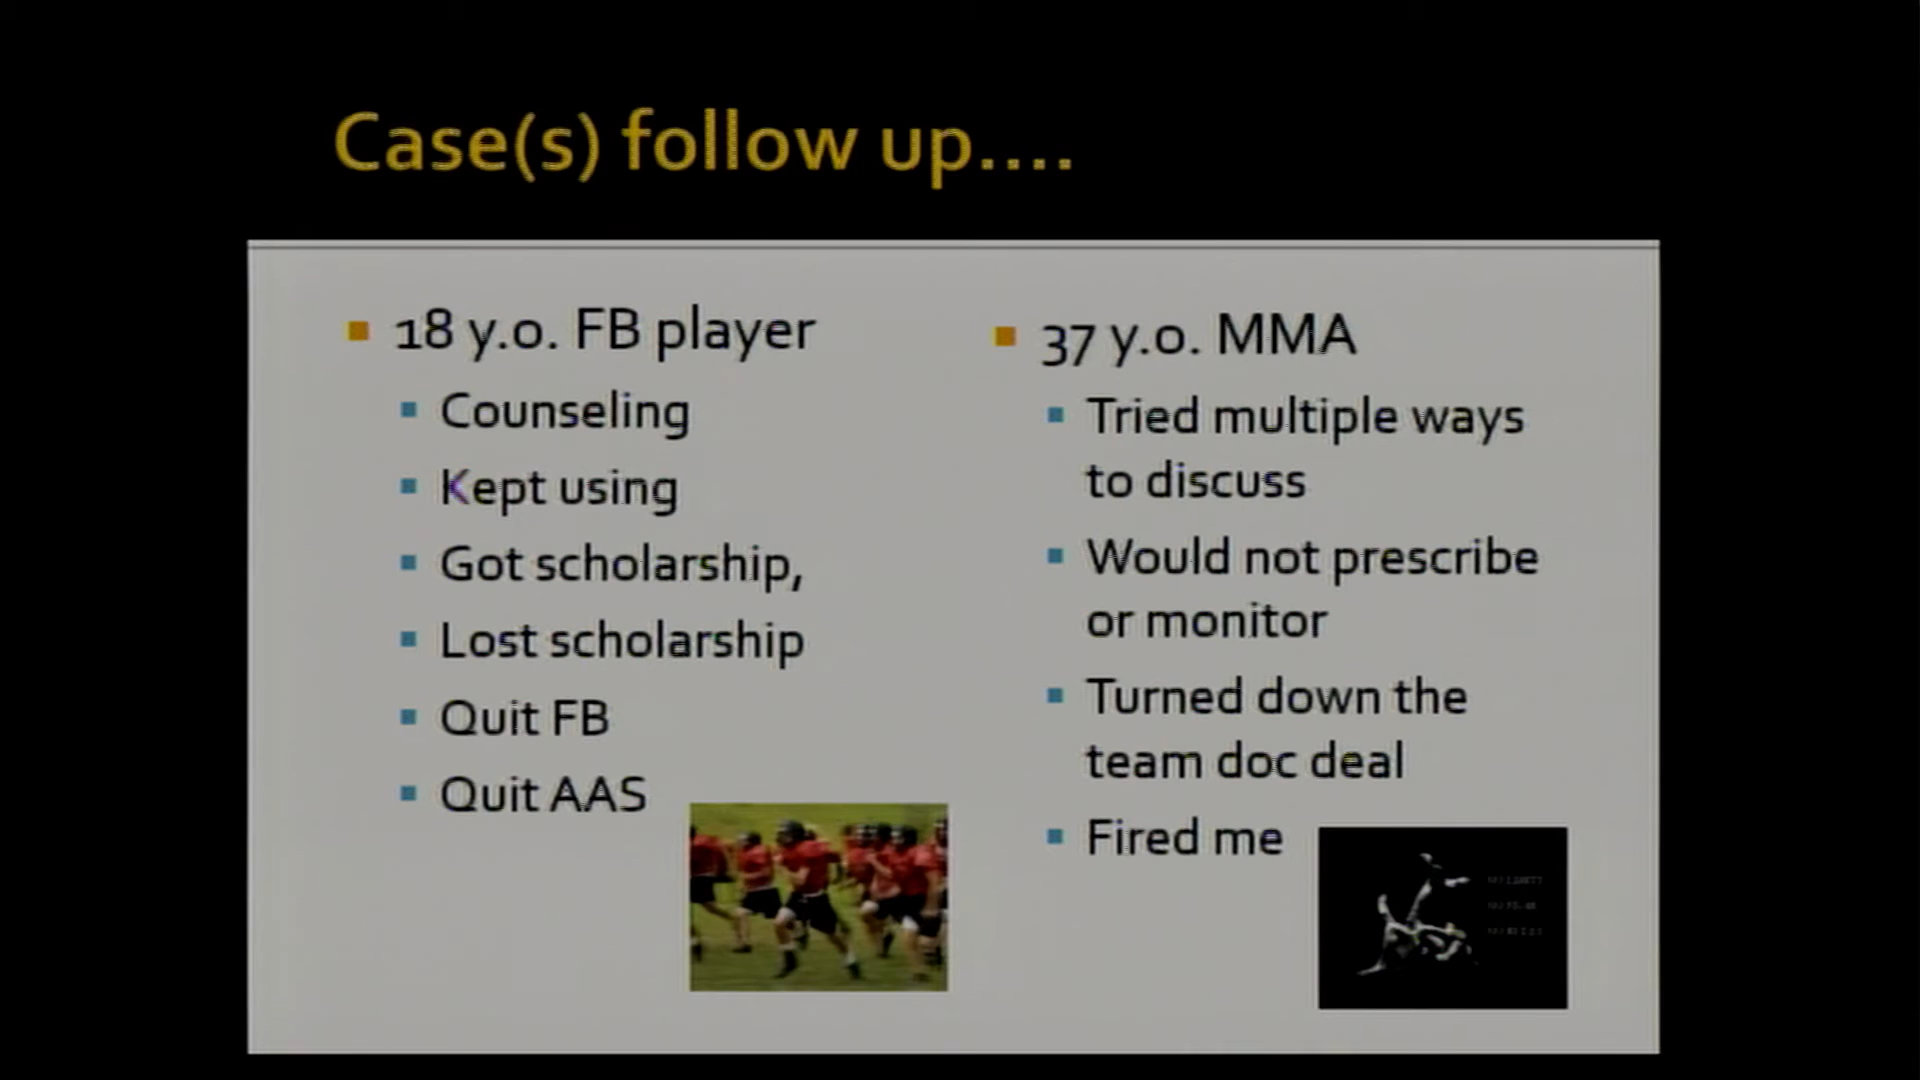 Case(s) follow up....
18 y.o. FB player
Counseling
Kept using
Got scholarship,
Lost scholarship
Quit FB
Quit AAS
37 y.o. MMA
Tried multiple ways
to discuss
Would not prescribe
or monitor
Turned down the
team doc deal
Fired me